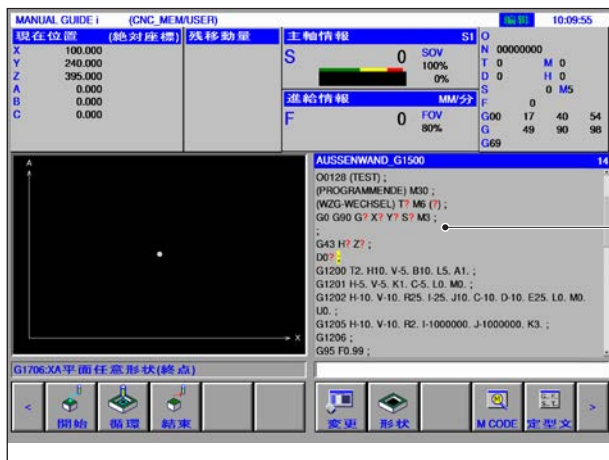 MANUAL GUIDE i (CNC_MEM/USER) 編輯 10:09:55
現在位置 (絶対座標) 残移動量 主軸情報 S1 O
X 100.000
Y 240.000
Z 395.000
A 0.000
B 0.000
C 0.000
S 0 SOV
100%
0%
進給情報 MM/分
F 0 FOV
80%
N 00000000
T 0 M 0
D 0 H 0
S 0 M5
F 0
G00 17 40 54
G 49 90 98
G69
A
X
G1706:XA平面任意形状(終点)
AUSSENWAND_G1500 14
O0128 (TEST) ;
(PROGRAMMENDE) M30 ;
(WZG-WECHSEL) T? M6 (?) ;
G0 G90 G? X? Y? S? M3 ;
;
G43 H? Z? ;
D0? ;
G1200 T2. H10. V-5. B10. L5. A1. ;
G1201 H-5. V-5. K1. C-5. L0. M0. ;
G1202 H-10. V-10. R25. I-25. J10. C-10. D-10. E25. L0. M0.
U0. ;
G1205 H-10. V-10. R2. I-1000000. J-1000000. K3. ;
G1206 ;
G95 F0.99 ;
< 開始 循環 結束 変更 形状 M CODE 定型文 >